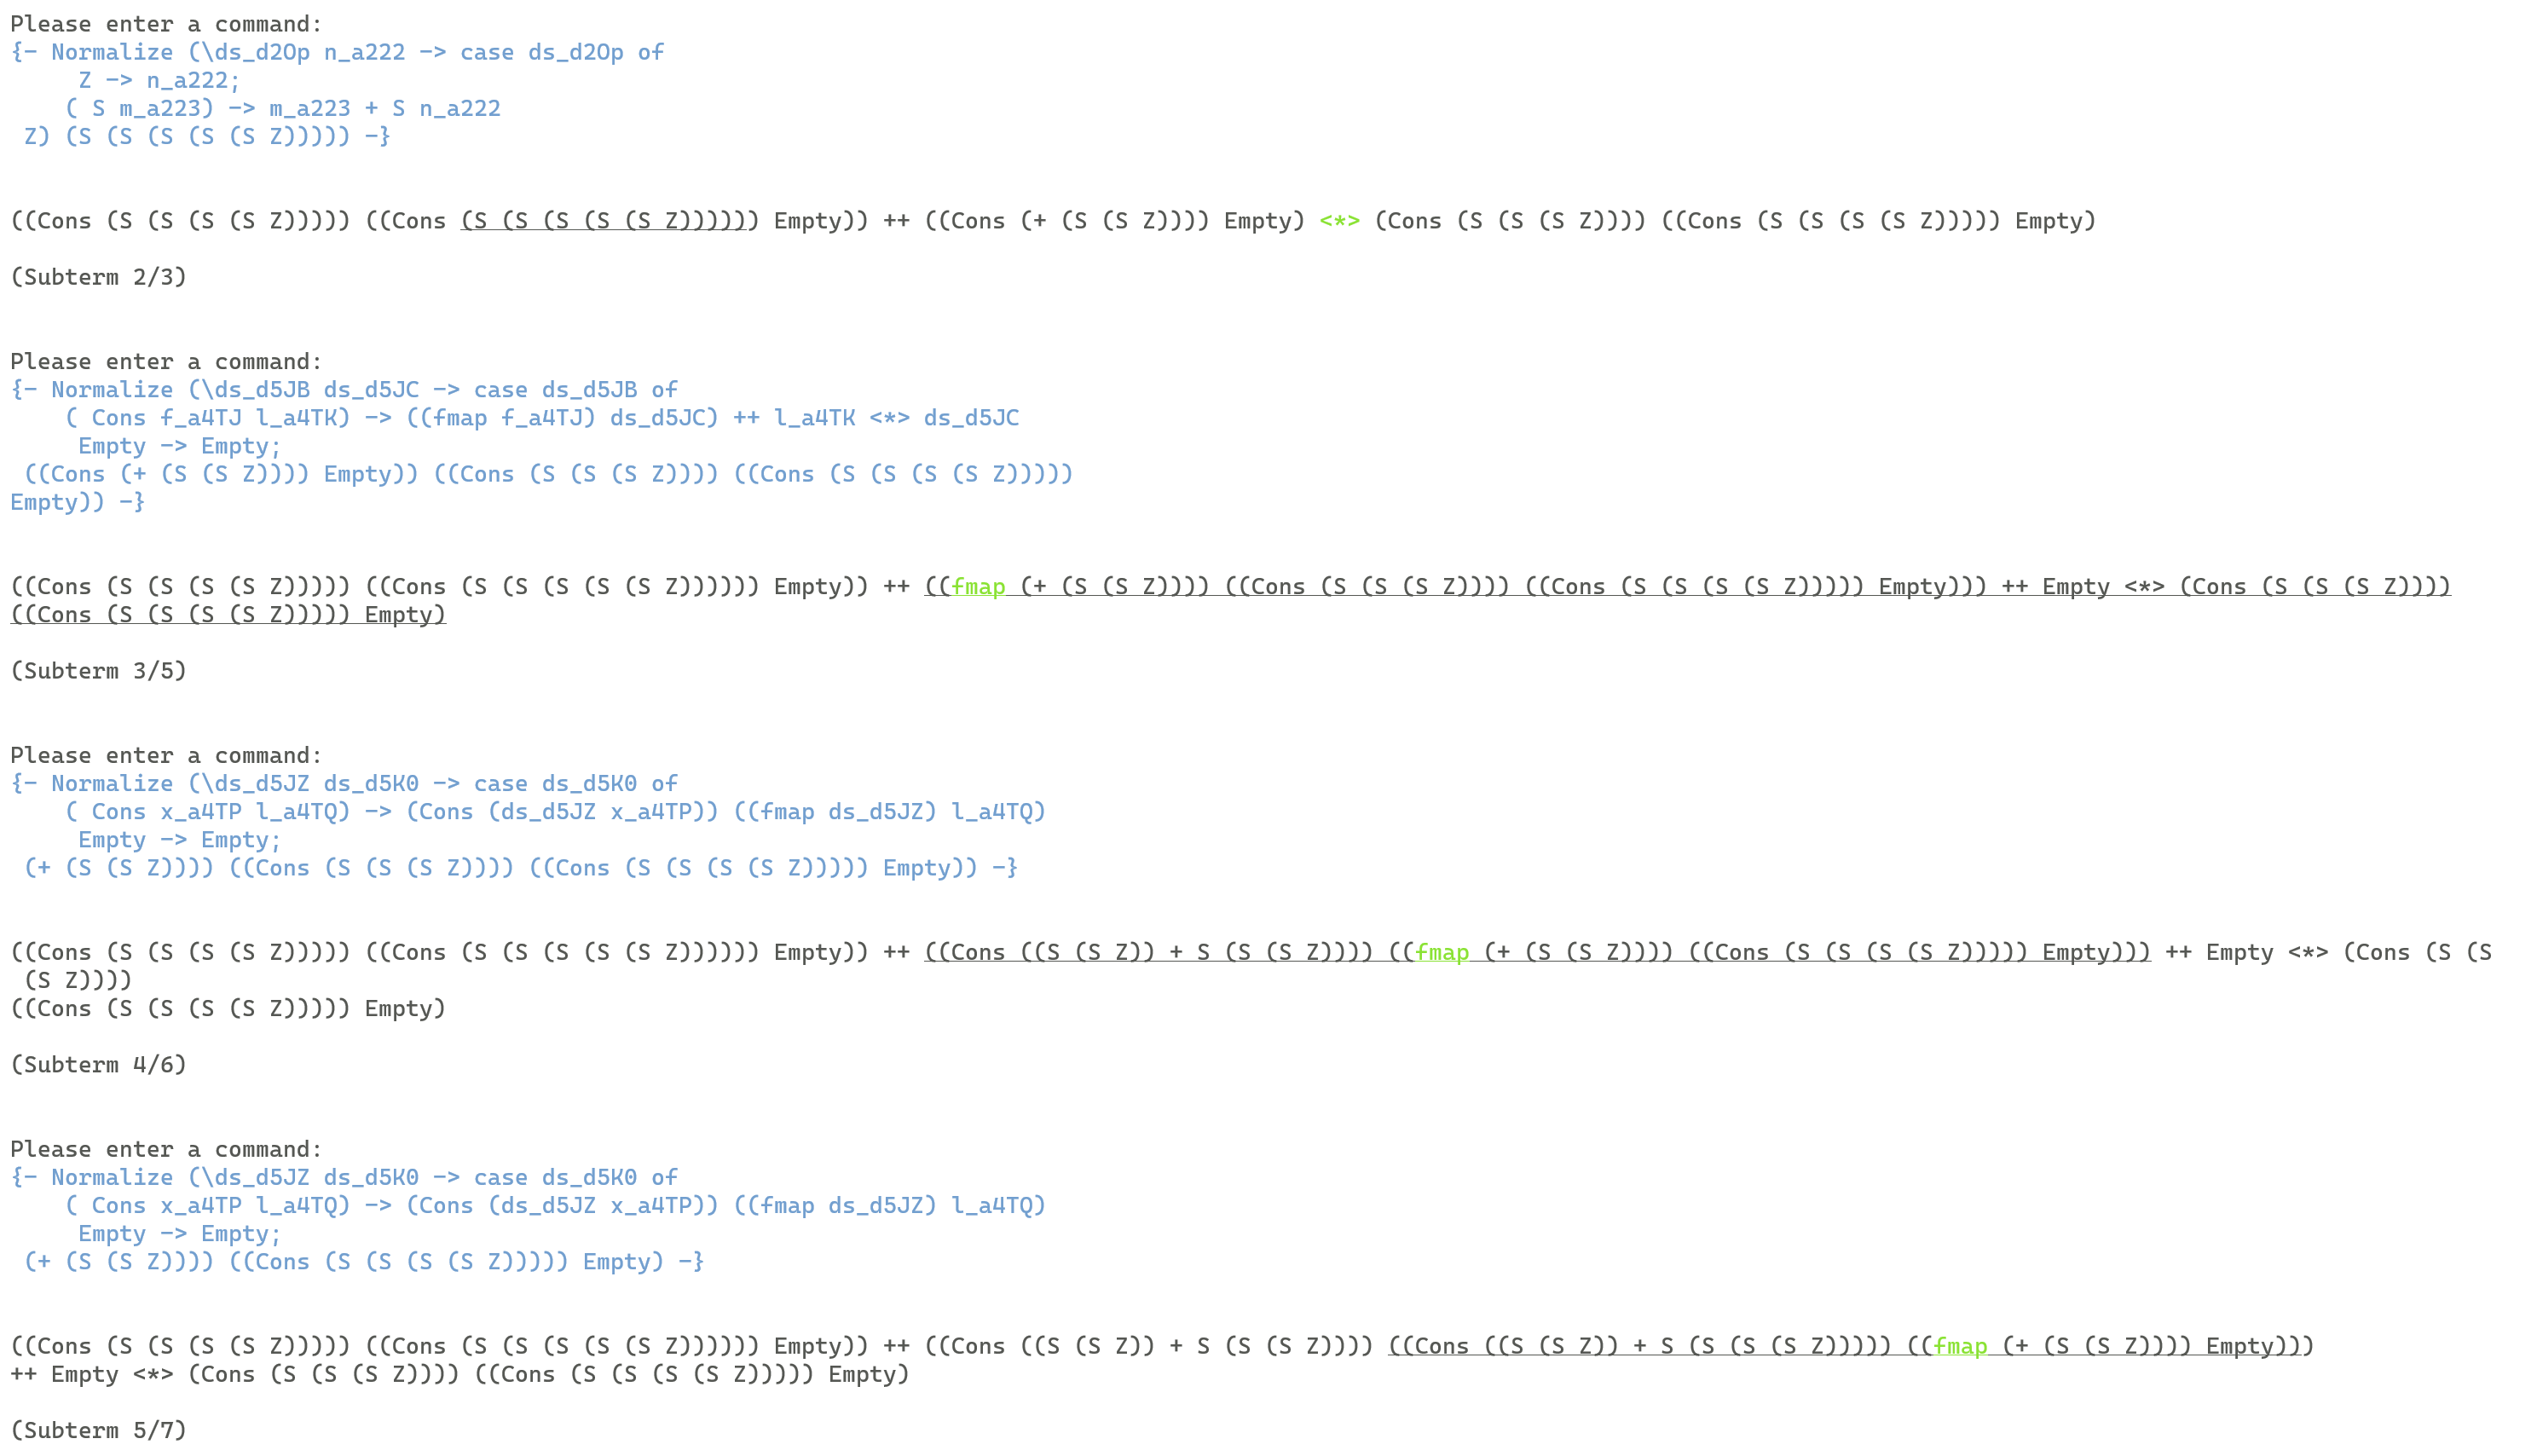 Please enter a command:
{- Normalize (\ds_d2Op n_a222 -> case ds_d2Op of
     Z -> n_a222;
    ( S m_a223) -> m_a223 + S n_a222
 Z) (S (S (S (S (S Z))))) -}
((Cons (S (S (S (S Z))))) ((Cons (S (S (S (S (S Z)))))) Empty)) ++ ((Cons (+ (S (S Z)))) Empty) <*> (Cons (S (S (S Z)))) ((Cons (S (S (S (S Z))))) Empty)
(Subterm 2/3)
Please enter a command:
{- Normalize (\ds_d5JB ds_d5JC -> case ds_d5JB of
    ( Cons f_a4TJ l_a4TK) -> ((fmap f_a4TJ) ds_d5JC) ++ l_a4TK <*> ds_d5JC
     Empty -> Empty;
 ((Cons (+ (S (S Z)))) Empty)) ((Cons (S (S (S Z)))) ((Cons (S (S (S (S Z)))))
Empty)) -}
((Cons (S (S (S (S Z))))) ((Cons (S (S (S (S (S Z)))))) Empty)) ++ ((fmap (+ (S (S Z)))) ((Cons (S (S (S Z)))) ((Cons (S (S (S (S Z))))) Empty))) ++ Empty <*> (Cons (S (S (S Z))))
((Cons (S (S (S (S Z))))) Empty)
(Subterm 3/5)
Please enter a command:
{- Normalize (\ds_d5JZ ds_d5K0 -> case ds_d5K0 of
    ( Cons x_a4TP l_a4TQ) -> (Cons (ds_d5JZ x_a4TP)) ((fmap ds_d5JZ) l_a4TQ)
     Empty -> Empty;
 (+ (S (S Z)))) ((Cons (S (S (S Z)))) ((Cons (S (S (S (S Z))))) Empty)) -}
((Cons (S (S (S (S Z))))) ((Cons (S (S (S (S (S Z)))))) Empty)) ++ ((Cons ((S (S Z)) + S (S (S Z)))) ((fmap (+ (S (S Z)))) ((Cons (S (S (S (S Z))))) Empty))) ++ Empty <*> (Cons (S (S
 (S Z))))
((Cons (S (S (S (S Z))))) Empty)
(Subterm 4/6)
Please enter a command:
{- Normalize (\ds_d5JZ ds_d5K0 -> case ds_d5K0 of
    ( Cons x_a4TP l_a4TQ) -> (Cons (ds_d5JZ x_a4TP)) ((fmap ds_d5JZ) l_a4TQ)
     Empty -> Empty;
 (+ (S (S Z)))) ((Cons (S (S (S (S Z))))) Empty) -}
((Cons (S (S (S (S Z))))) ((Cons (S (S (S (S (S Z)))))) Empty)) ++ ((Cons ((S (S Z)) + S (S (S Z)))) ((Cons ((S (S Z)) + S (S (S (S Z))))) ((fmap (+ (S (S Z)))) Empty)))
++ Empty <*> (Cons (S (S (S Z)))) ((Cons (S (S (S (S Z))))) Empty)
(Subterm 5/7)